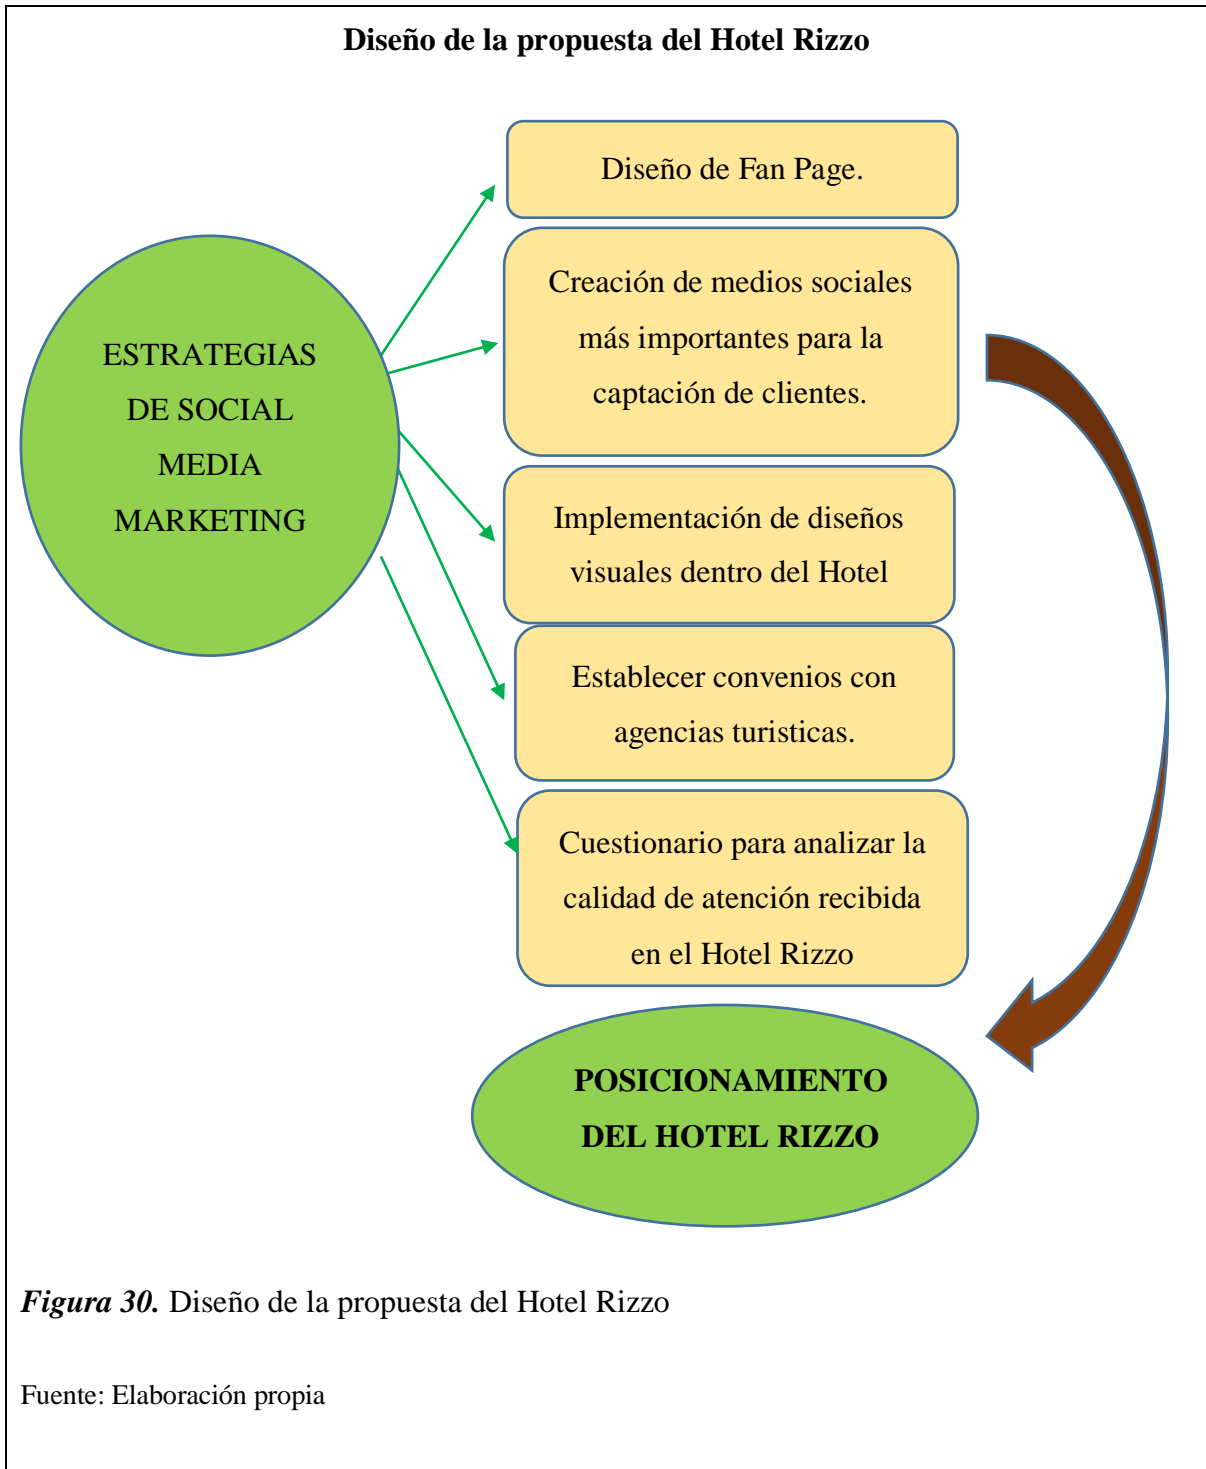 Diseño de la propuesta del Hotel Rizzo
ESTRATEGIAS
DE SOCIAL
MEDIA
MARKETING
Diseño de Fan Page.
Creación de medios sociales
más importantes para la
captación de clientes.
Implementación de diseños
visuales dentro del Hotel
Establecer convenios con
agencias turisticas.
Cuestionario para analizar la
calidad de atención recibida
en el Hotel Rizzo
POSICIONAMIENTO
DEL HOTEL RIZZO
Figura 30. Diseño de la propuesta del Hotel Rizzo
Fuente: Elaboración propia